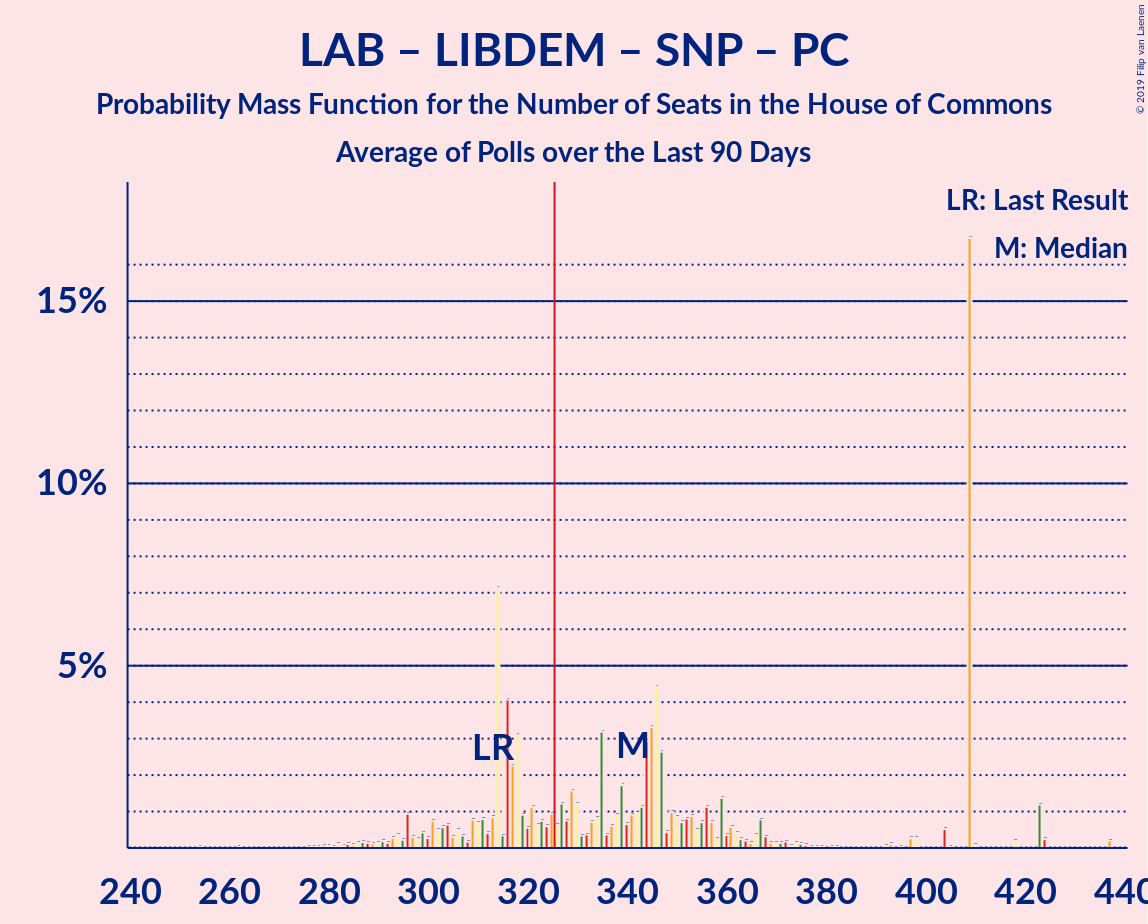 LAB – LIBDEM – SNP – PC
Probability Mass Function for the Number of Seats in the House of Commons
Average of Polls over the Last 90 Days
© 2019 Filip van Laenen
LR: Last Result
M: Median
15%
10%
5%
LR
M
240 260 280 300 320 340 360 380 400 420 440